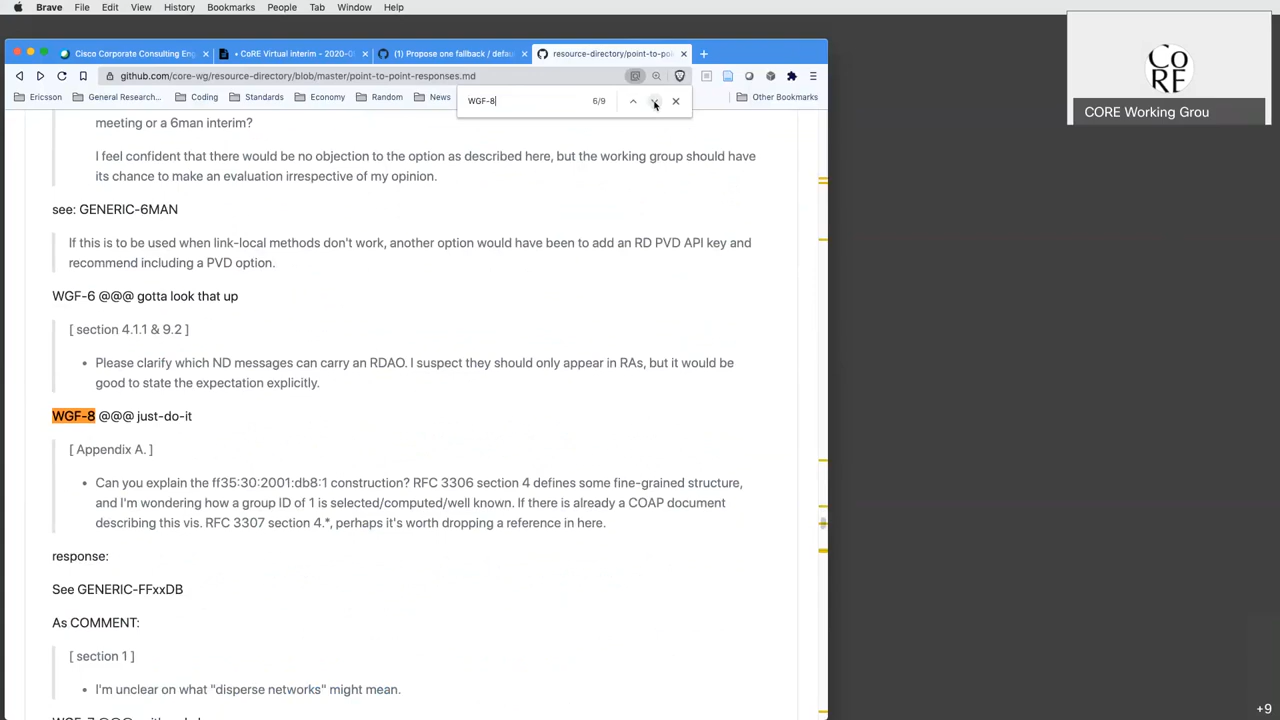 Brave File Edit View History Bookmarks People Tab Window Help
Cisco Corporate Consulting Eng
• CoRE Virtual interim - 2020-0
(1) Propose one fallback / defau
resource-directory/point-to-poi
github.com/core-wg/resource-directory/blob/master/point-to-point-responses.md
Ericsson General Research... Coding Standards Economy Random News Other Bookmarks
WGF-8 6/9
CORE
CORE Working Grou
meeting or a 6man interim?
I feel confident that there would be no objection to the option as described here, but the working group should have
its chance to make an evaluation irrespective of my opinion.
see: GENERIC-6MAN
If this is to be used when link-local methods don't work, another option would have been to add an RD PVD API key and
recommend including a PVD option.
WGF-6 @@@ gotta look that up
[ section 4.1.1 & 9.2 ]
• Please clarify which ND messages can carry an RDAO. I suspect they should only appear in RAs, but it would be
good to state the expectation explicitly.
WGF-8 @@@ just-do-it
[ Appendix A. ]
• Can you explain the ff35:30:2001:db8:1 construction? RFC 3306 section 4 defines some fine-grained structure,
and I'm wondering how a group ID of 1 is selected/computed/well known. If there is already a COAP document
describing this vis. RFC 3307 section 4.*, perhaps it's worth dropping a reference in here.
response:
See GENERIC-FFxxDB
As COMMENT:
[ section 1 ]
• I'm unclear on what "disperse networks" might mean.
+9